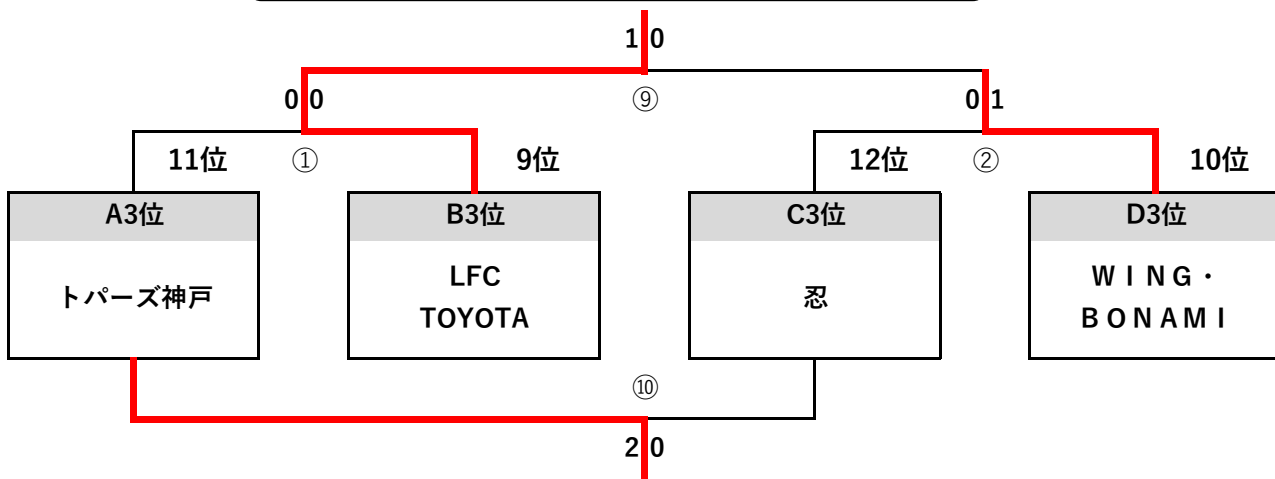 1 0
0 0
⑨
0 1
11位
①
9位
12位
②
10位
A3位
B3位
C3位
D3位
トパーズ神戸
LFC
TOYOTA
忍
ＷＩＮＧ・
ＢＯＮＡＭＩ
⑩
2 0